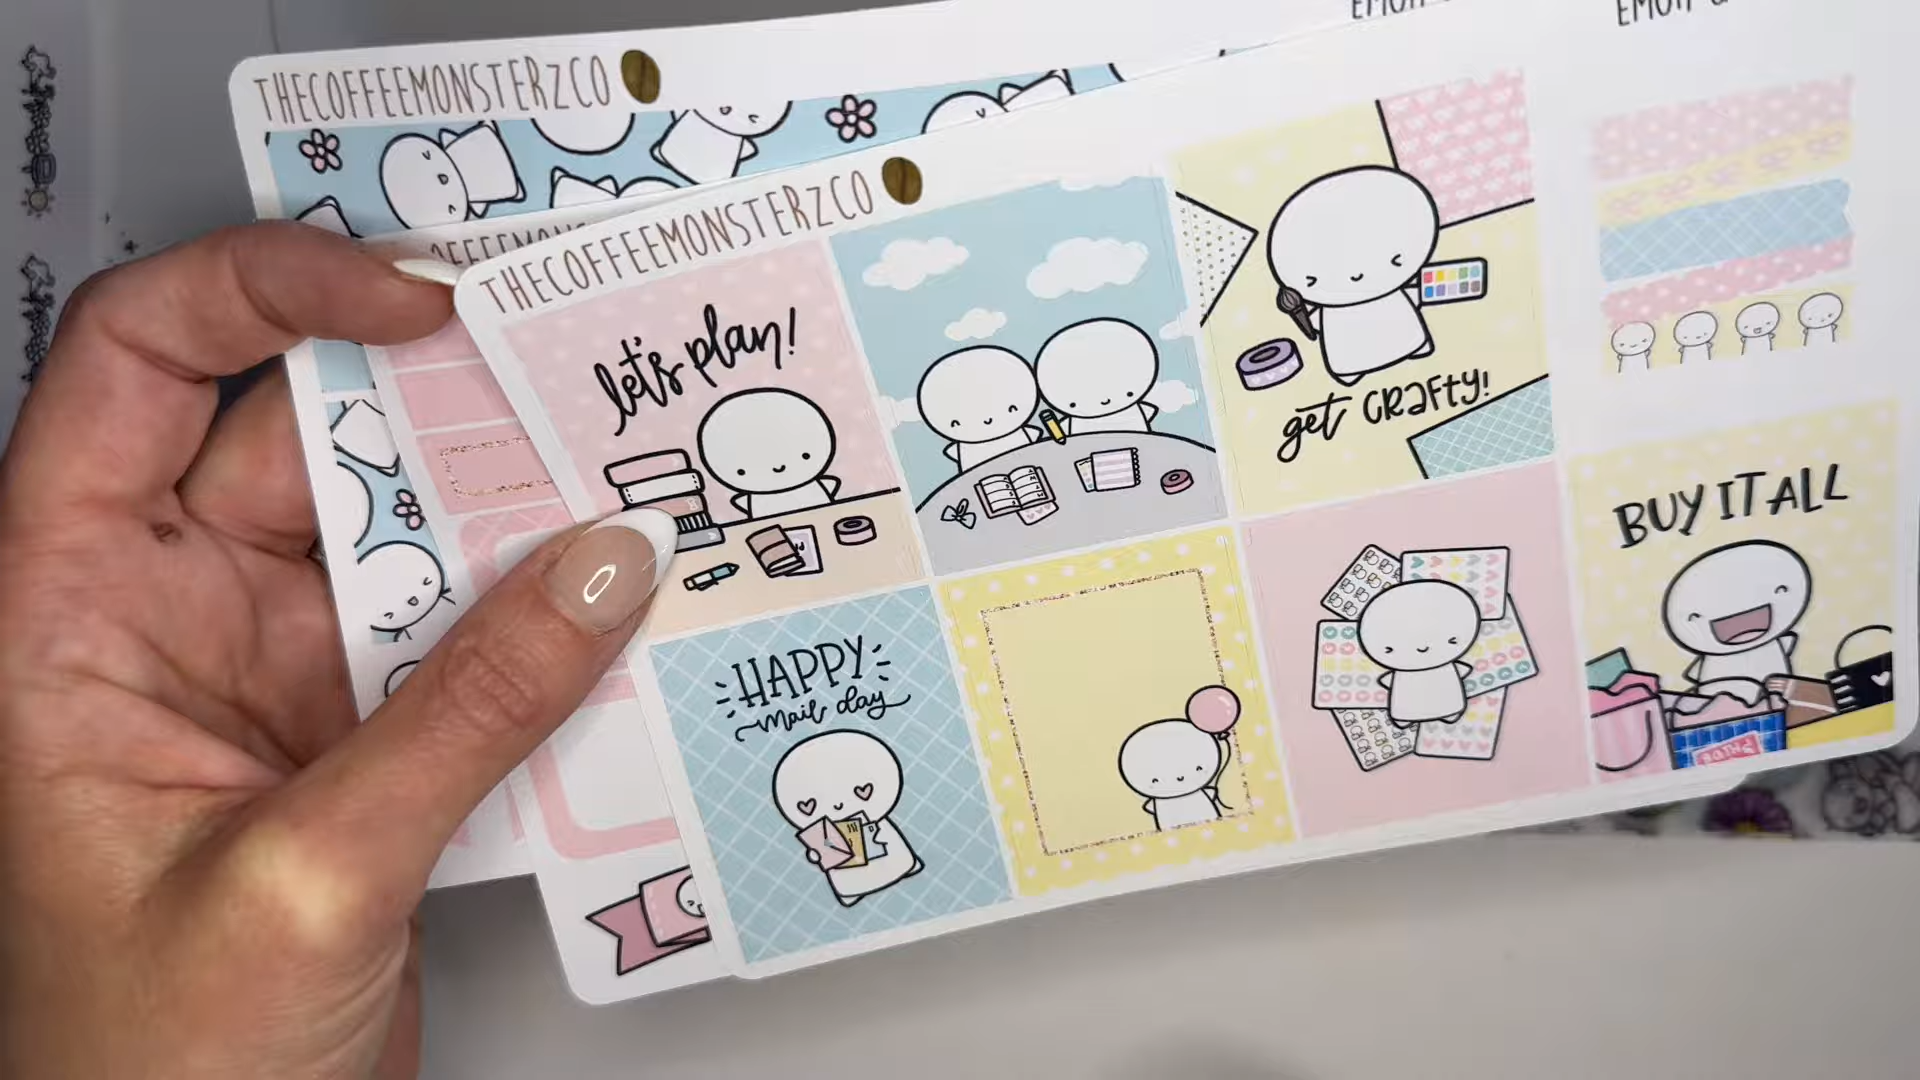 THECOFFEEMONSTERZCO
THECOFFEEMONSTERZCO
let's plan!
get crafty!
BUY IT ALL
HAPPY
mail day